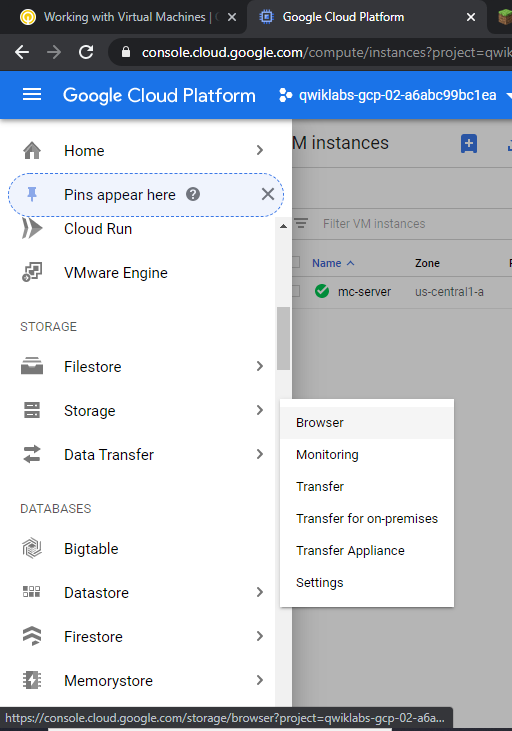 Working with Virtual Machines | G
Google Cloud Platform
console.cloud.google.com/compute/instances?project=qwik
Google Cloud Platform
qwiklabs-gcp-02-a6abc99bc1ea
Home
M instances
Pins appear here
Cloud Run
Filter VM instances
VMware Engine
Name
Zone
mc-server
us-central1-a
STORAGE
Filestore
Storage
Browser
Data Transfer
Monitoring
Transfer
DATABASES
Transfer for on-premises
Bigtable
Transfer Appliance
Datastore
Settings
Firestore
Memorystore
https://console.cloud.google.com/storage/browser?project=qwiklabs-gcp-02-a6a...